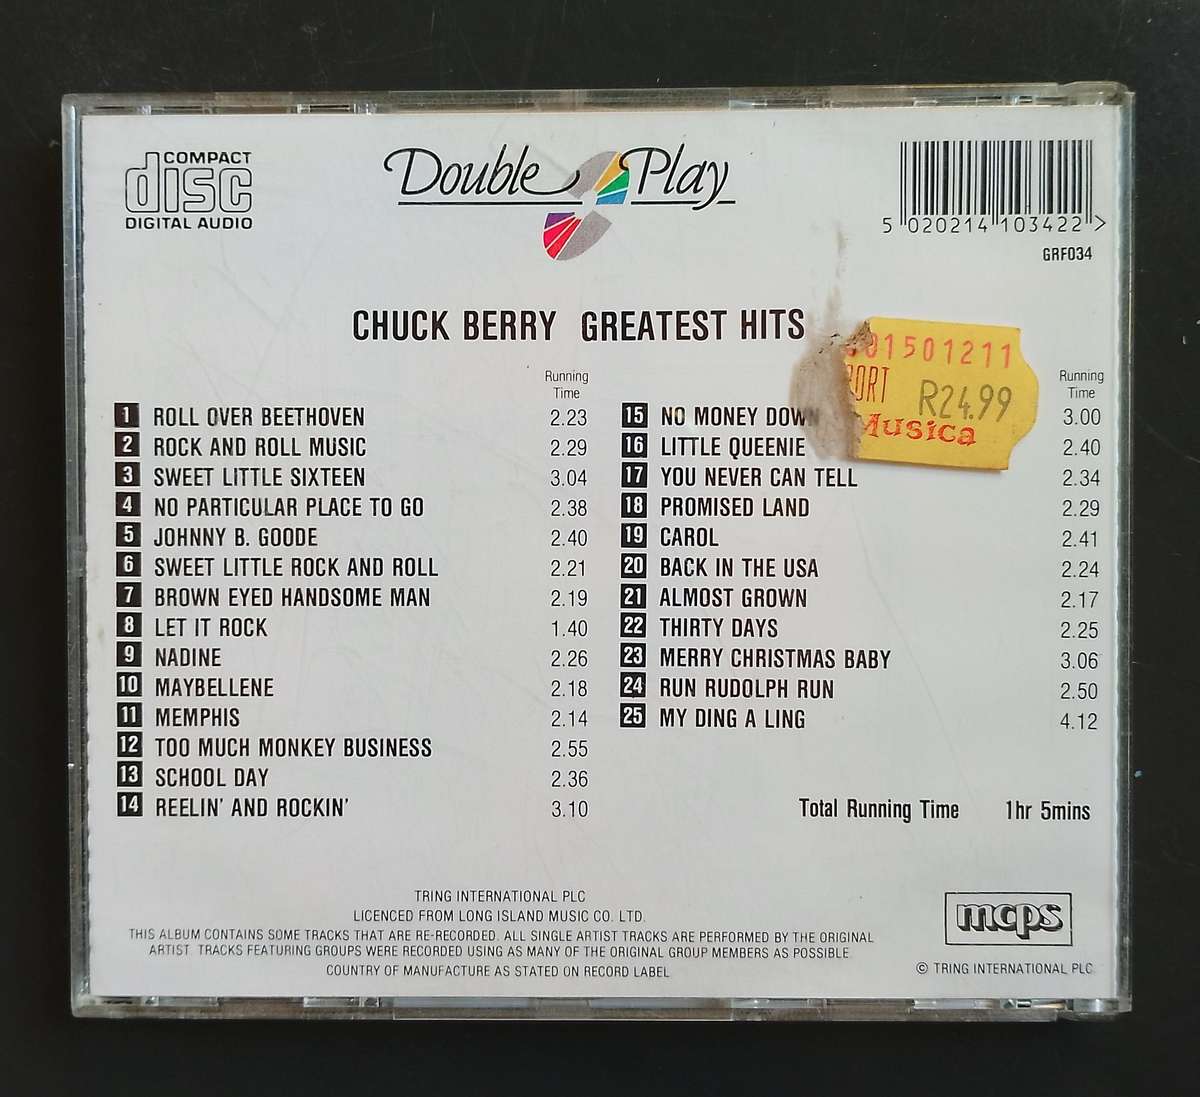 COMPACT
disc
DIGITAL AUDIO
Double Play
5 020214 103422 >
GRF034
CHUCK BERRY GREATEST HITS
01501211
R24.99
Musica
Running
Time
1 ROLL OVER BEETHOVEN 2.23
2 ROCK AND ROLL MUSIC 2.29
3 SWEET LITTLE SIXTEEN 3.04
4 NO PARTICULAR PLACE TO GO 2.38
5 JOHNNY B. GOODE 2.40
6 SWEET LITTLE ROCK AND ROLL 2.21
7 BROWN EYED HANDSOME MAN 2.19
8 LET IT ROCK 1.40
9 NADINE 2.26
10 MAYBELLENE 2.18
11 MEMPHIS 2.14
12 TOO MUCH MONKEY BUSINESS 2.55
13 SCHOOL DAY 2.36
14 REELIN' AND ROCKIN' 3.10
Running
Time
15 NO MONEY DOWN 3.00
16 LITTLE QUEENIE 2.40
17 YOU NEVER CAN TELL 2.34
18 PROMISED LAND 2.29
19 CAROL 2.41
20 BACK IN THE USA 2.24
21 ALMOST GROWN 2.17
22 THIRTY DAYS 2.25
23 MERRY CHRISTMAS BABY 3.06
24 RUN RUDOLPH RUN 2.50
25 MY DING A LING 4.12
Total Running Time 1hr 5mins
TRING INTERNATIONAL PLC
LICENCED FROM LONG ISLAND MUSIC CO. LTD.
THIS ALBUM CONTAINS SOME TRACKS THAT ARE RE-RECORDED. ALL SINGLE ARTIST TRACKS ARE PERFORMED BY THE ORIGINAL
ARTIST. TRACKS FEATURING GROUPS WERE RECORDED USING AS MANY OF THE ORIGINAL GROUP MEMBERS AS POSSIBLE.
COUNTRY OF MANUFACTURE AS STATED ON RECORD LABEL
mcps
© TRING INTERNATIONAL PLC